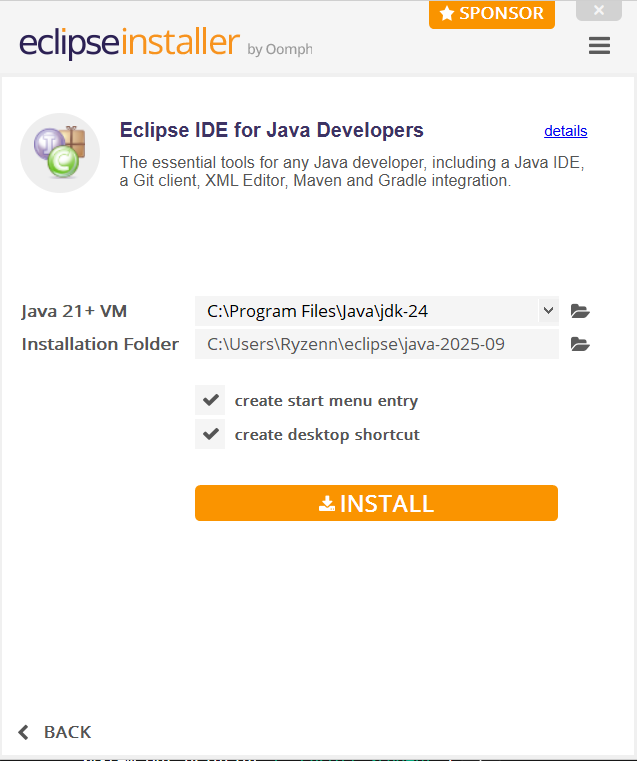 SPONSOR
eclipseinstaller by Oomph
Eclipse IDE for Java Developers
details
The essential tools for any Java developer, including a Java IDE,
a Git client, XML Editor, Maven and Gradle integration.
Java 21+ VM
C:\Program Files\Java\jdk-24
Installation Folder
C:\Users\Ryzenn\eclipse\java-2025-09
create start menu entry
create desktop shortcut
INSTALL
BACK